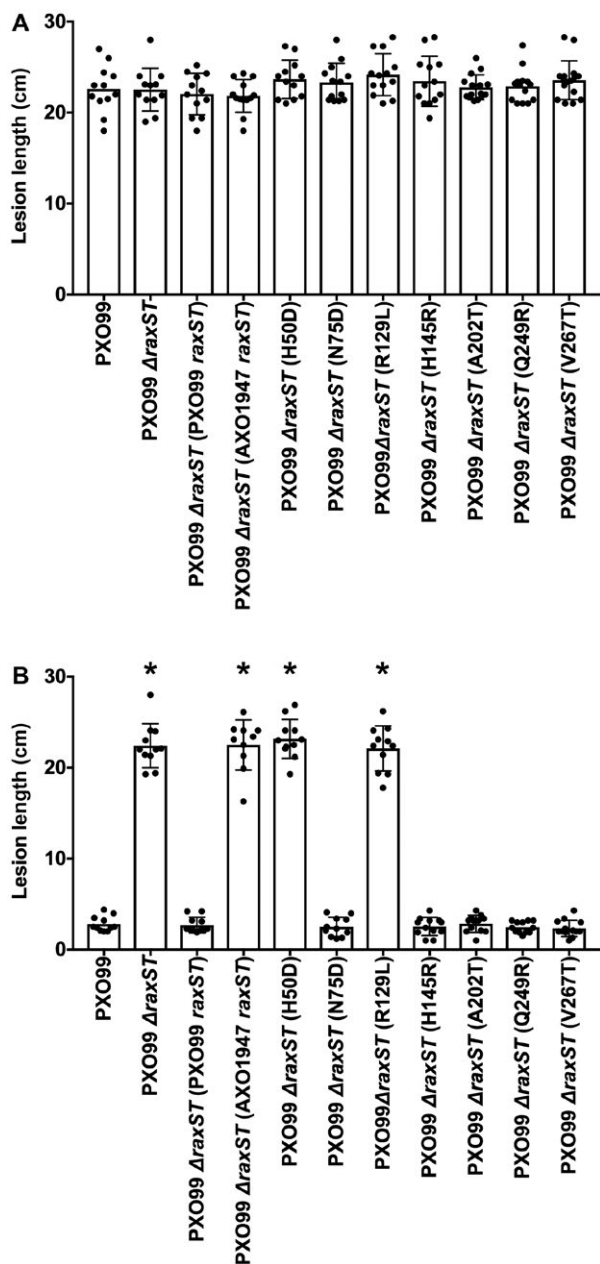 A
Lesion length (cm)
30
20
10
0
PXO99
PXO99 ΔraxST
PXO99 ΔraxST (PXO99 raxST)
PXO99 ΔraxST (AXO1947 raxST)
PXO99 ΔraxST (H50D)
PXO99 ΔraxST (N75D)
PXO99ΔraxST (R129L)
PXO99 ΔraxST (H145R)
PXO99 ΔraxST (A202T)
PXO99 ΔraxST (Q249R)
PXO99 ΔraxST (V267T)
B
Lesion length (cm)
30
20
10
0
* * * *
PXO99
PXO99 ΔraxST
PXO99 ΔraxST (PXO99 raxST)
PXO99 ΔraxST (AXO1947 raxST)
PXO99 ΔraxST (H50D)
PXO99 ΔraxST (N75D)
PXO99ΔraxST (R129L)
PXO99 ΔraxST (H145R)
PXO99 ΔraxST (A202T)
PXO99 ΔraxST (Q249R)
PXO99 ΔraxST (V267T)